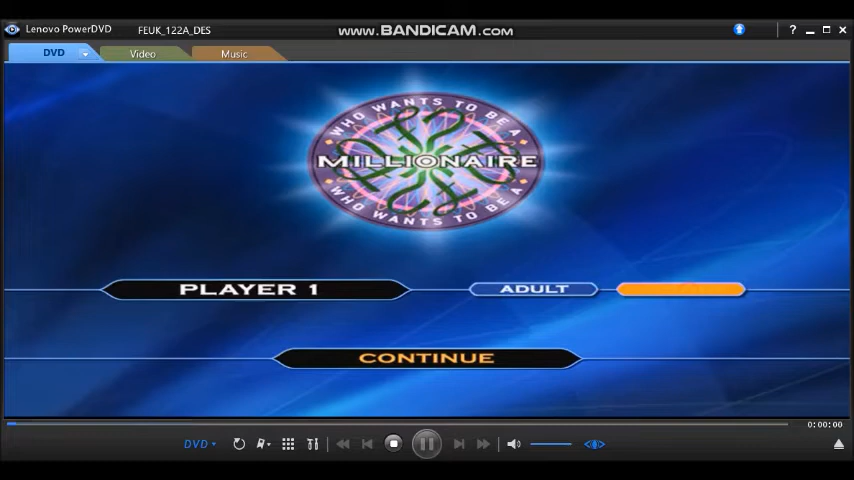 Lenovo PowerDVD
FEUK_122A_DES
www.BANDICAM.com
?
DVD
Video
Music
WHO WANTS TO BE A
MILLIONAIRE
WHO WANTS TO BE A
PLAYER 1
ADULT
CONTINUE
0:00:00
DVD